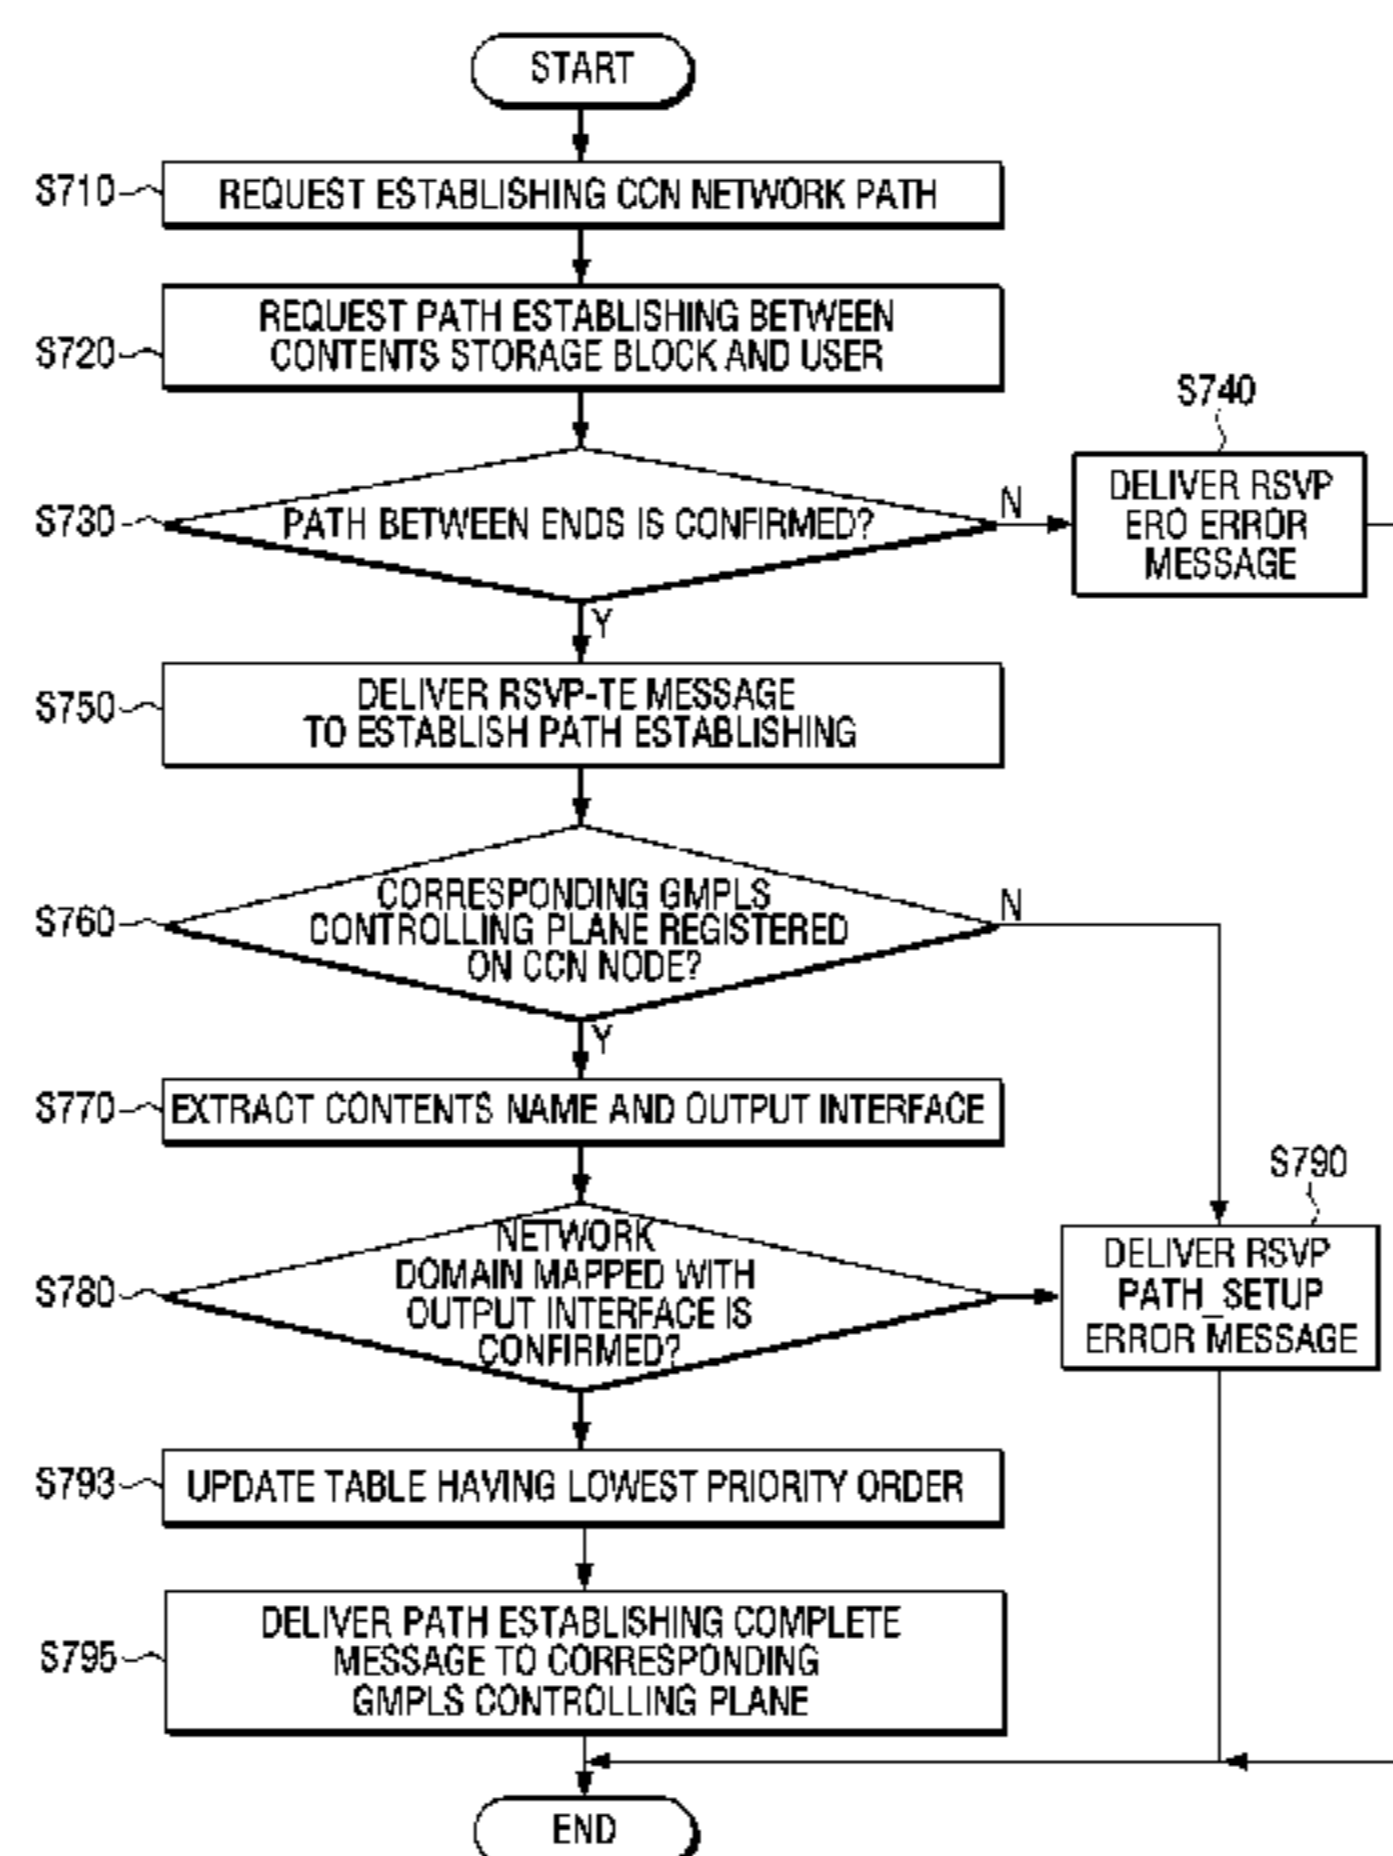 START
S710
REQUEST ESTABLISHING CCN NETWORK PATH
S720
REQUEST PATH ESTABLISHING BETWEEN
CONTENTS STORAGE BLOCK AND USER
S730
PATH BETWEEN ENDS IS CONFIRMED?
N
S740
DELIVER RSVP
ERO ERROR
MESSAGE
Y
S750
DELIVER RSVP-TE MESSAGE
TO ESTABLISH PATH ESTABLISHING
S760
CORRESPONDING GMPLS
CONTROLLING PLANE REGISTERED
ON CCN NODE?
N
Y
S770
EXTRACT CONTENTS NAME AND OUTPUT INTERFACE
S780
NETWORK
DOMAIN MAPPED WITH
OUTPUT INTERFACE IS
CONFIRMED?
S790
DELIVER RSVP
PATH_SETUP
ERROR MESSAGE
S793
UPDATE TABLE HAVING LOWEST PRIORITY ORDER
S795
DELIVER PATH ESTABLISHING COMPLETE
MESSAGE TO CORRESPONDING
GMPLS CONTROLLING PLANE
END